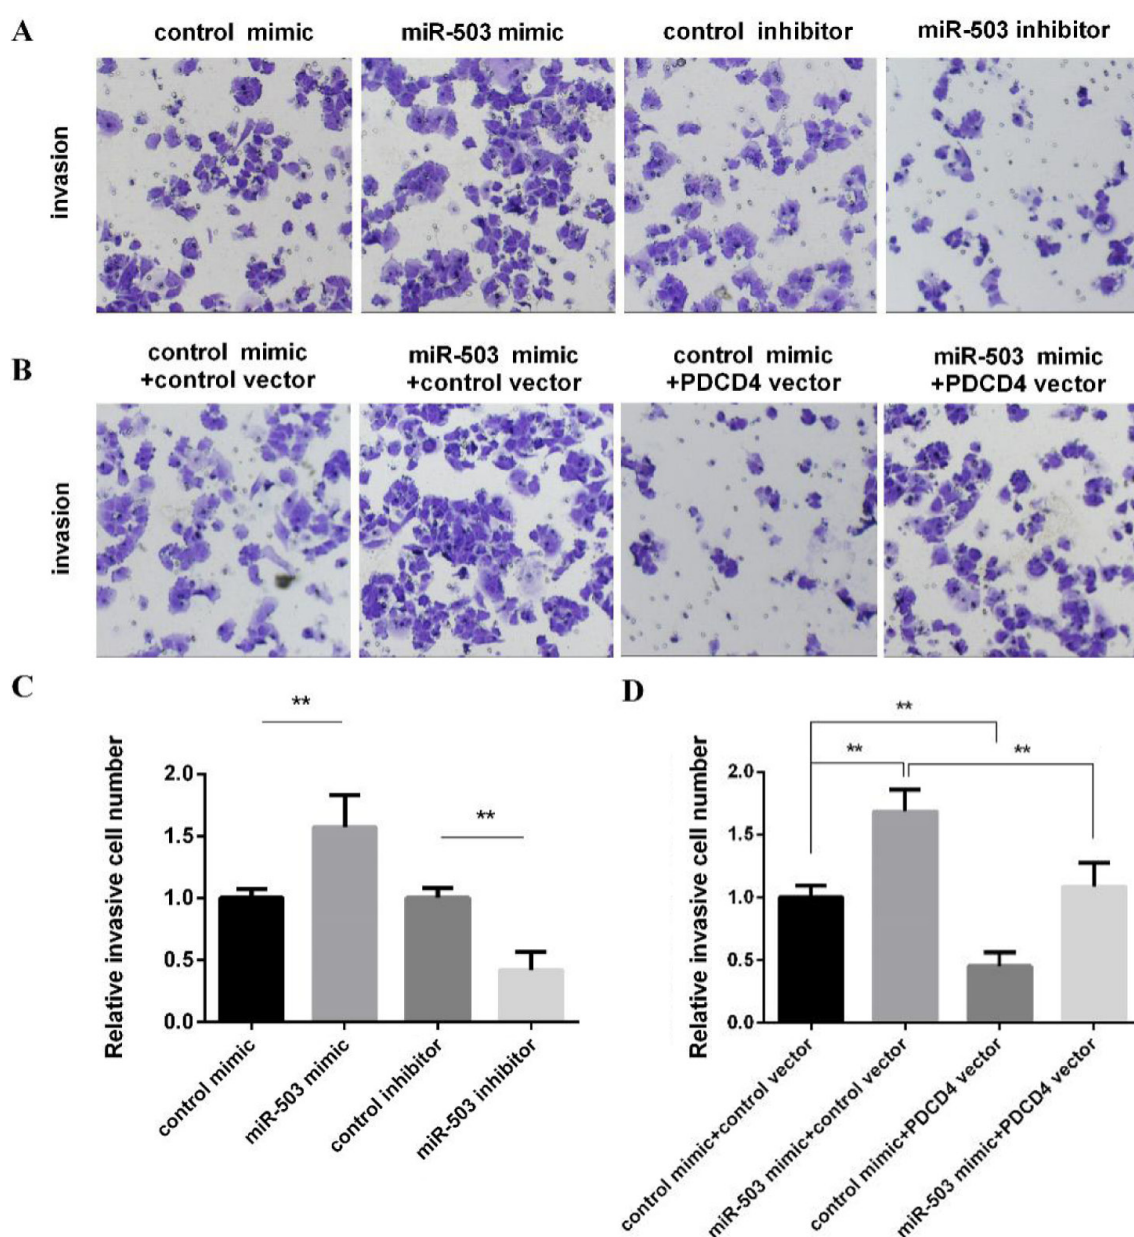 A
control mimic
miR-503 mimic
control inhibitor
miR-503 inhibitor
invasion
B
control mimic
+control vector
miR-503 mimic
+control vector
control mimic
+PDCD4 vector
miR-503 mimic
+PDCD4 vector
invasion
C
**
**
Relative invasive cell number
2.0
1.5
1.0
0.5
0.0
control mimic
miR-503 mimic
control inhibitor
miR-503 inhibitor
D
**
**
**
Relative invasive cell number
2.0
1.5
1.0
0.5
0.0
control mimic+control vector
miR-503 mimic+control vector
control mimic+PDCD4 vector
miR-503 mimic+PDCD4 vector